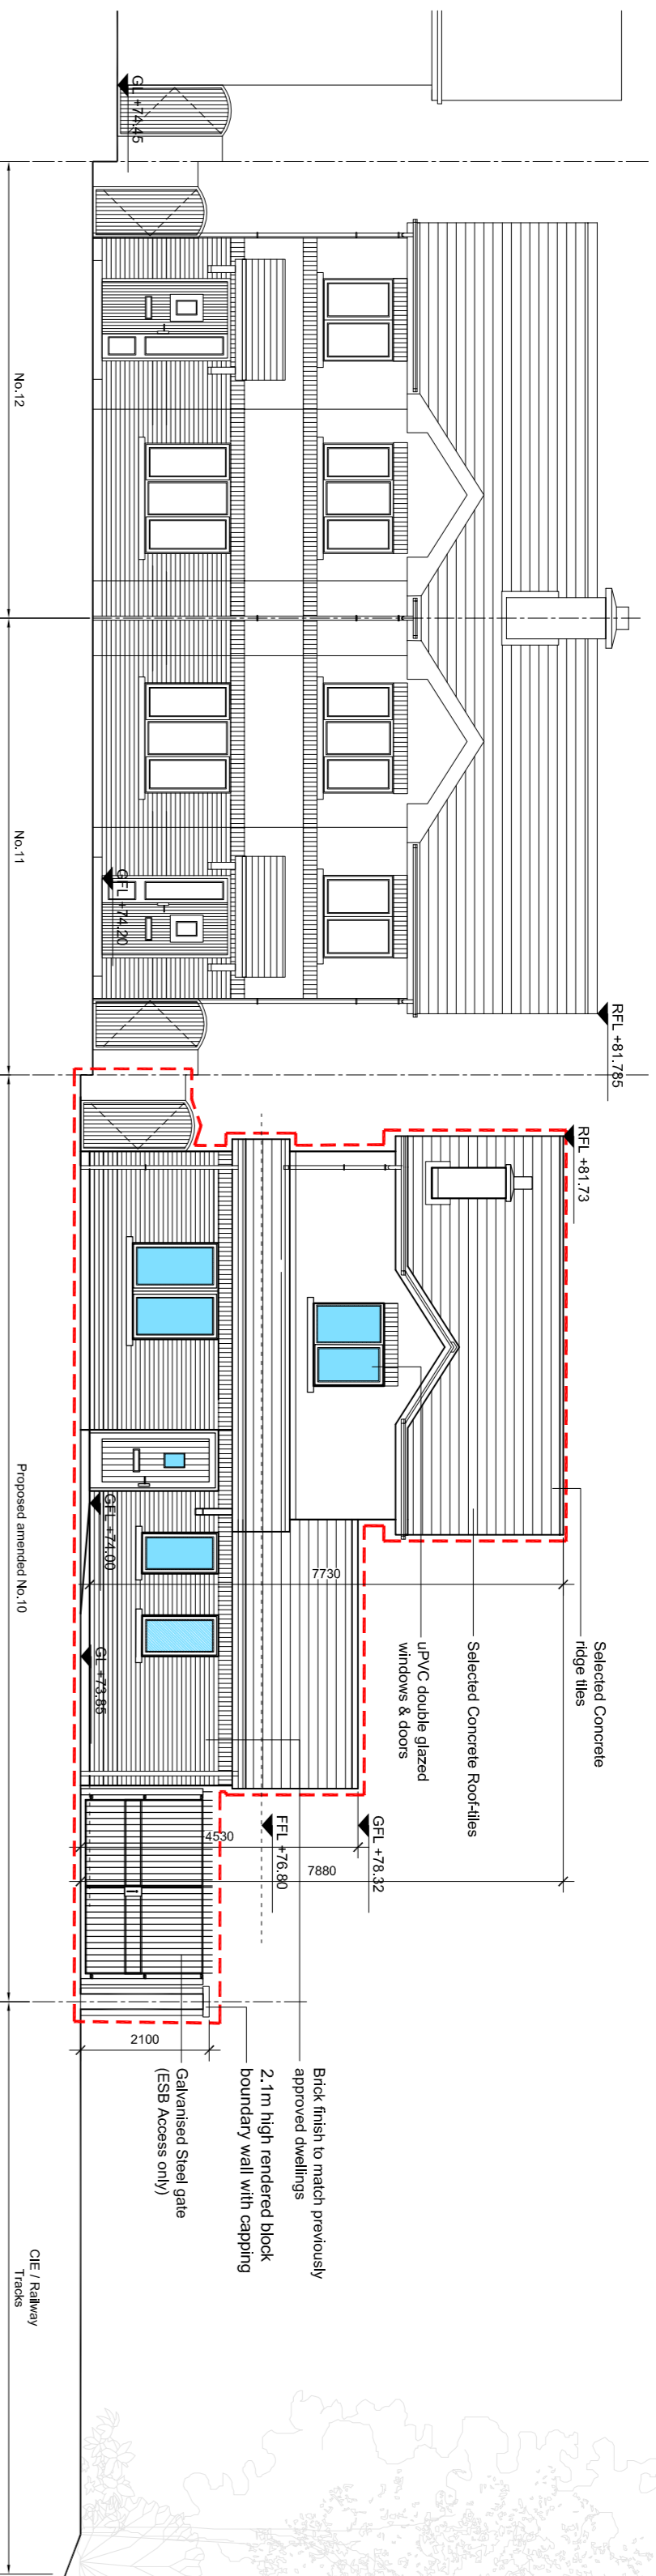 GL +74.45
No.12
No.11
GFL +74.20
RFL +81.785
RFL +81.73
Selected Concrete
ridge tiles
Selected Concrete Roof-tiles
uPVC double glazed
windows & doors
7730
GFL +74.00
GL +73.85
Proposed amended No.10
GFL +78.32
FFL +76.80
4530
7880
2100
Brick finish to match previously
approved dwellings
2.1m high rendered block
boundary wall with capping
Galvanised Steel gate
(ESB Access only)
CIE / Railway
Tracks